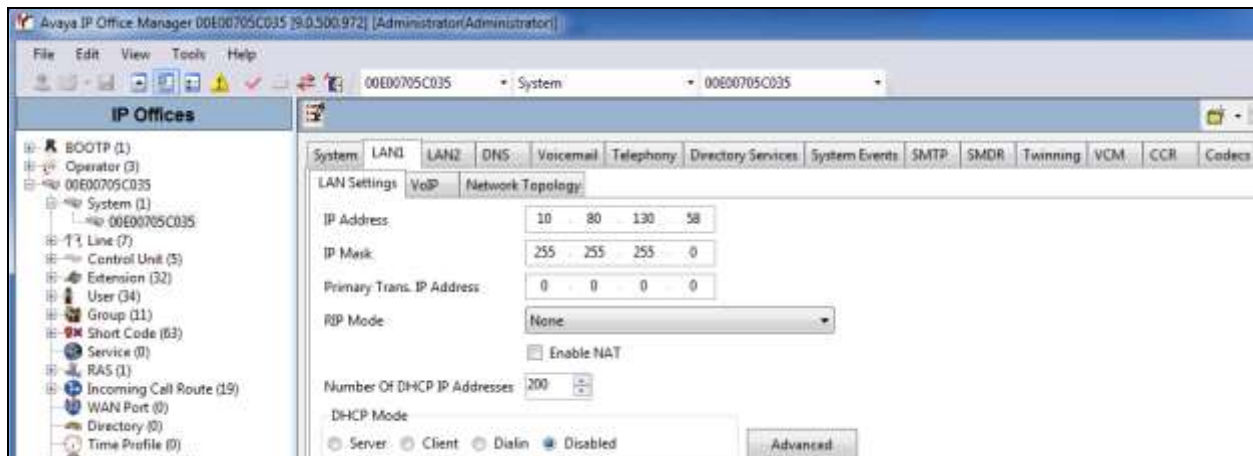 Avaya IP Office Manager 00E00705C035 [9.0.500.972] [Administrator(Administrator)]
File Edit View Tools Help
00E00705C035 System 00E00705C035
IP Offices
BOOTP (1)
Operator (3)
00E00705C035
System (1)
00E00705C035
Line (7)
Control Unit (5)
Extension (32)
User (34)
Group (11)
Short Code (63)
Service (0)
RAS (1)
Incoming Call Route (19)
WAN Port (0)
Directory (0)
Time Profile (0)
System LAN1 LAN2 DNS Voicemail Telephony Directory Services System Events SMTP SMDR Twinning VCM CCR Codecs
LAN Settings VoIP Network Topology
IP Address 10 . 80 . 130 . 58
IP Mask 255 . 255 . 255 . 0
Primary Trans. IP Address 0 . 0 . 0 . 0
RIP Mode None
Enable NAT
Number Of DHCP IP Addresses 200
DHCP Mode
Server Client Dialin Disabled Advanced